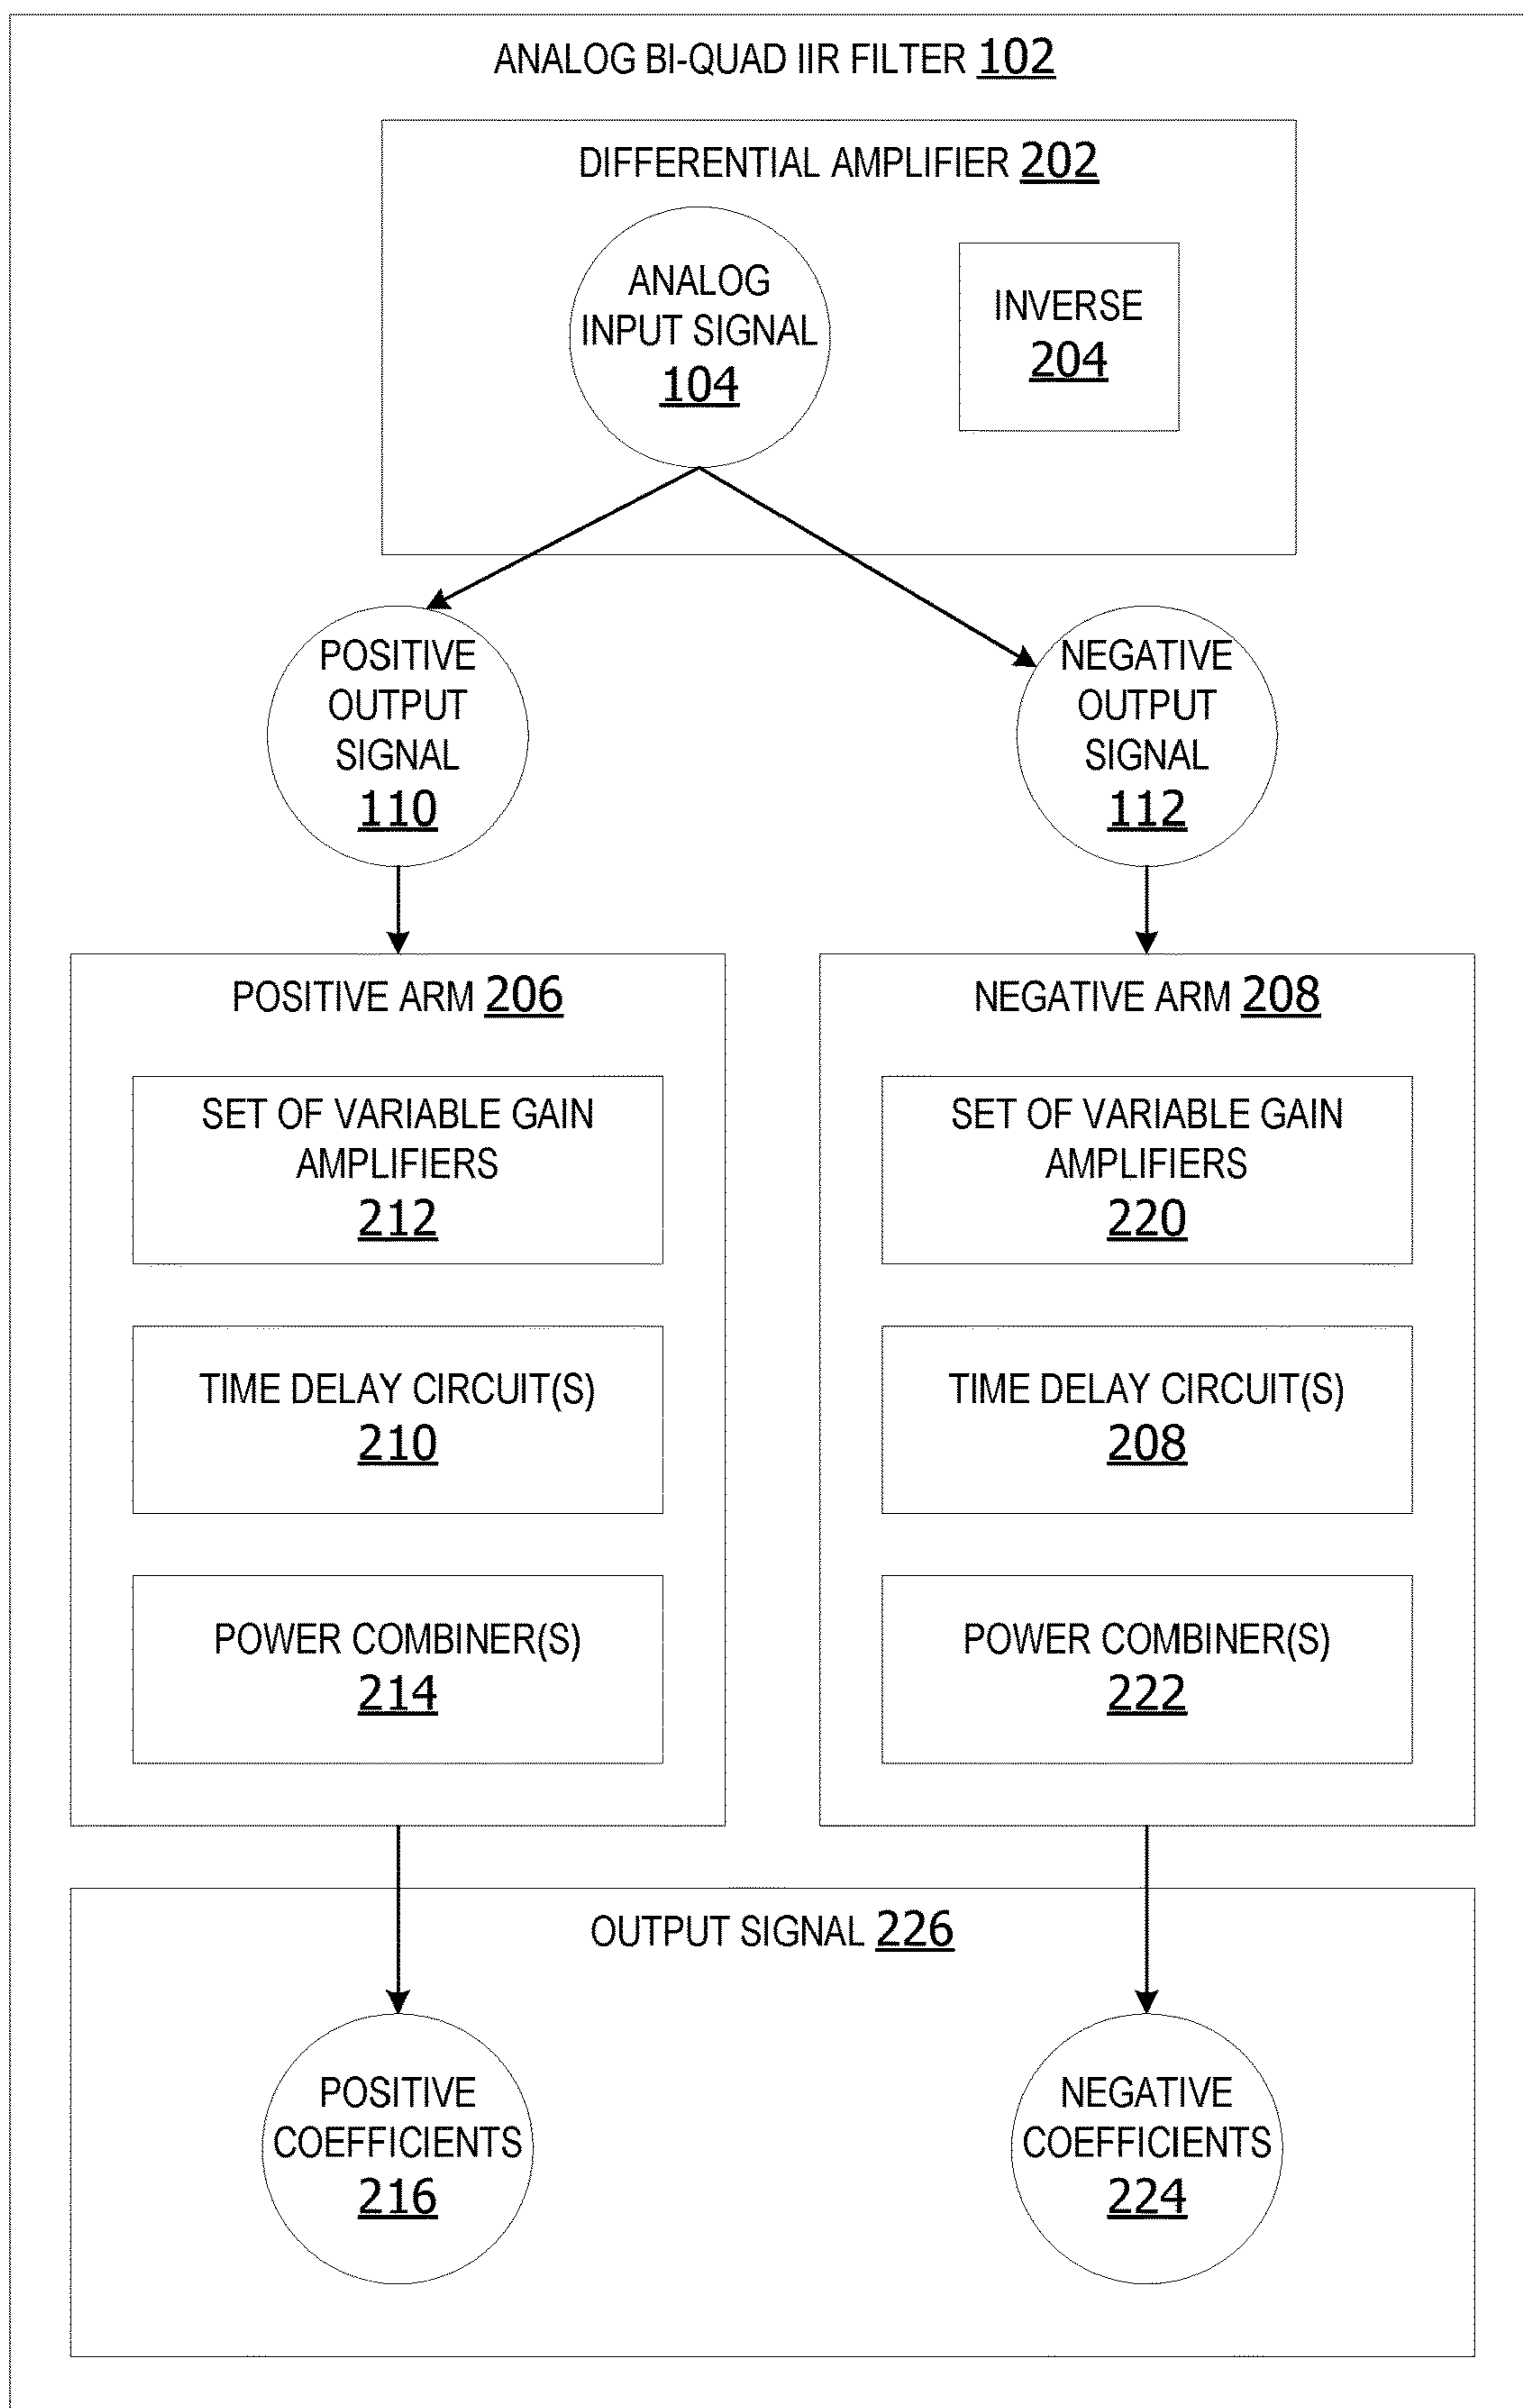 ANALOG BI-QUAD IIR FILTER 102
DIFFERENTIAL AMPLIFIER 202
ANALOG
INPUT SIGNAL
104
INVERSE
204
POSITIVE
OUTPUT
SIGNAL
110
NEGATIVE
OUTPUT
SIGNAL
112
POSITIVE ARM 206
SET OF VARIABLE GAIN
AMPLIFIERS
212
TIME DELAY CIRCUIT(S)
210
POWER COMBINER(S)
214
NEGATIVE ARM 208
SET OF VARIABLE GAIN
AMPLIFIERS
220
TIME DELAY CIRCUIT(S)
208
POWER COMBINER(S)
222
OUTPUT SIGNAL 226
POSITIVE
COEFFICIENTS
216
NEGATIVE
COEFFICIENTS
224